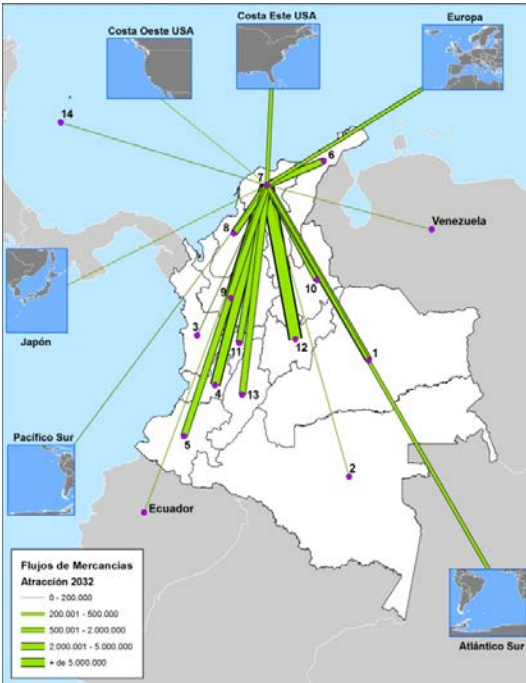 Costa Oeste USA
Costa Este USA
Europa
14
6
7
8
Venezuela
Japón
10
9
3
11
12
1
4
13
Pacífico Sur
5
2
Ecuador
Flujos de Mercancias
Atracción 2032
0 - 200.000
200.001 - 500.000
500.001 - 2.000.000
2.000.001 - 5.000.000
+ de 5.000.000
Atlántico Sur